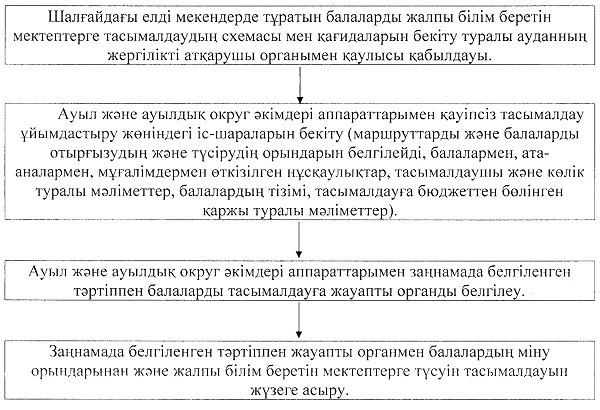 Шалғайдағы елді мекендерде тұратын балаларды жалпы білім беретін
мектептерге тасымалдаудың схемасы мен қағидаларын бекіту туралы ауданның
жергілікті атқарушы органымен қаулысы қабылдауы.
Ауыл және ауылдық округ әкімдері аппараттарымен қауіпсіз тасымалдау
ұйымдастыру жөніндегі іс-шараларын бекіту (маршруттарды және балаларды
отырғызудың және түсірудің орындарын белгілейді, балалармен, ата-
аналармен, мұғалімдермен өткізілген нұсқаулықтар, тасымалдаушы және көлік
туралы мәліметтер, балалардың тізімі, тасымалдауға бюджеттен бөлінген
қаржы туралы мәліметтер).
Ауыл және ауылдық округ әкімдері аппараттарымен заңнамада белгіленген
тәртіппен балаларды тасымалдауға жауапты органды белгілеу.
Заңнамада белгіленген тәртіппен жауапты органмен балалардың міну
орындарынан және жалпы білім беретін мектептерге түсуін тасымалдауын
жүзеге асыру.